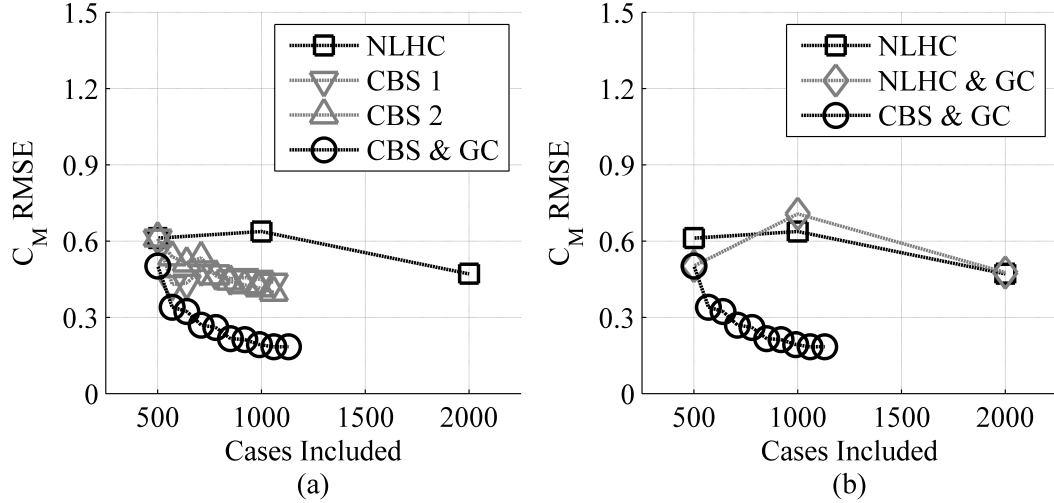 1.5
1.2
0.9
0.6
0.3
0
C_M RMSE
NLHC
CBS 1
CBS 2
CBS & GC
500
1000
1500
2000
Cases Included
(a)
1.5
1.2
0.9
0.6
0.3
0
C_M RMSE
NLHC
NLHC & GC
CBS & GC
500
1000
1500
2000
Cases Included
(b)